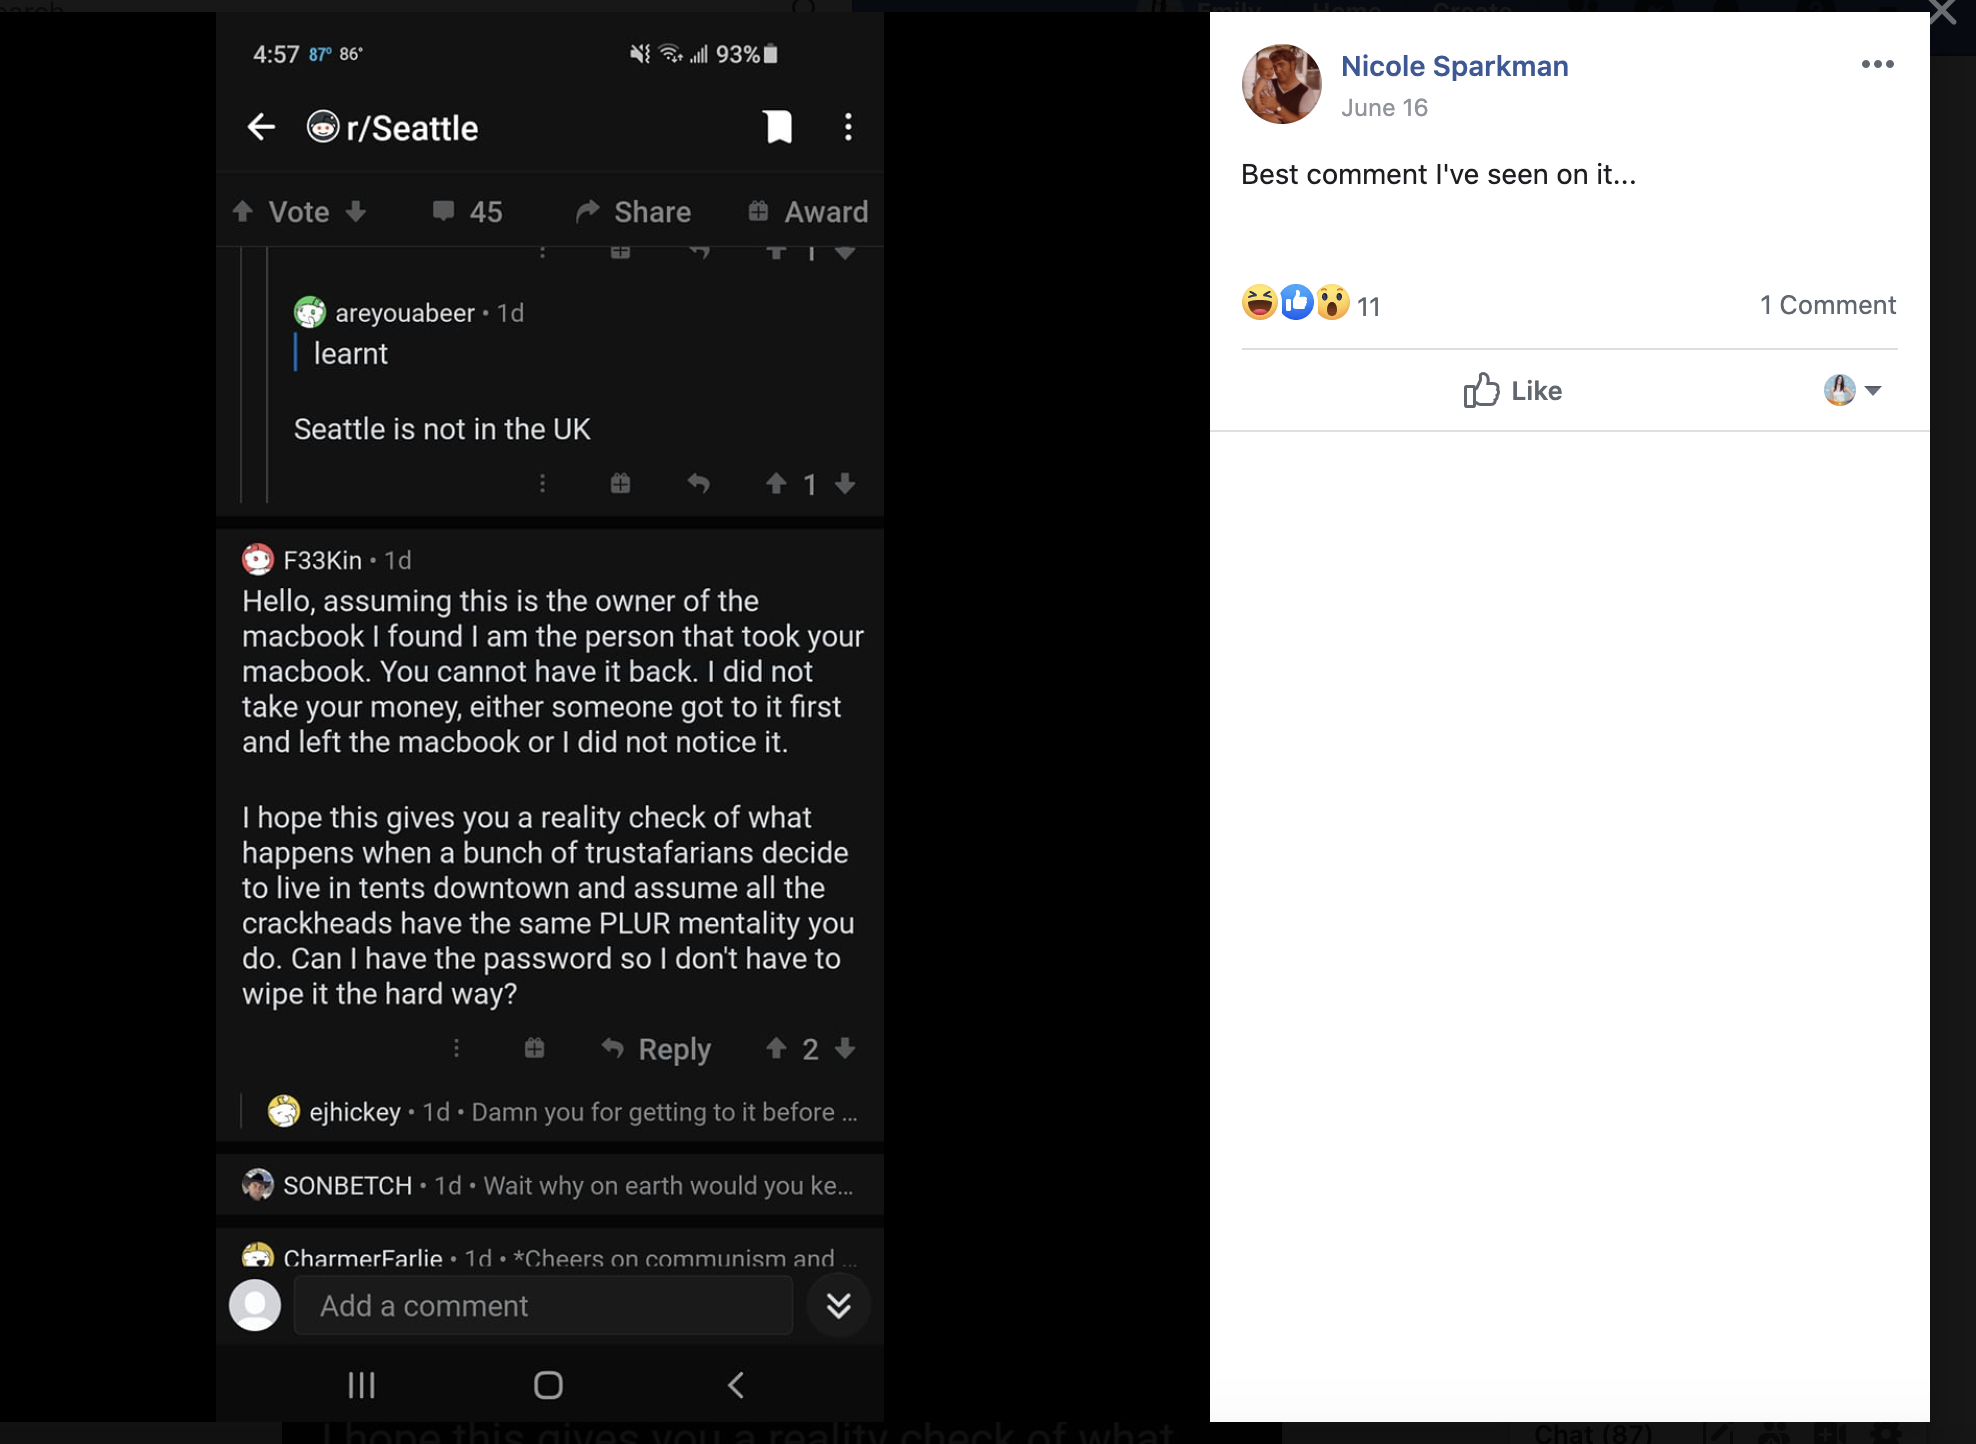 Emily Home Create
4:57 87° 86° 93%
r/Seattle
Vote 45 Share Award
1
areyouabeer • 1d
learnt
Seattle is not in the UK
1
F33Kin • 1d
Hello, assuming this is the owner of the
macbook I found I am the person that took your
macbook. You cannot have it back. I did not
take your money, either someone got to it first
and left the macbook or I did not notice it.
I hope this gives you a reality check of what
happens when a bunch of trustafarians decide
to live in tents downtown and assume all the
crackheads have the same PLUR mentality you
do. Can I have the password so I don't have to
wipe it the hard way?
Reply 2
ejhickey • 1d • Damn you for getting to it before ...
SONBETCH • 1d • Wait why on earth would you ke...
CharmerFarlie • 1d • *Cheers on communism and ...
Add a comment
I hope this gives you a reality check of what
Nicole Sparkman
June 16
Best comment I've seen on it...
11
1 Comment
Like
Chat (87)